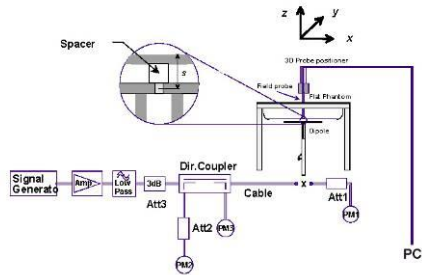 z
y
x
Spacer
s
3D Probe positioner
Field probe
Flat Phantom
Dipole
Signal
Generato
Amp
Low
Pass
3dB
Att3
Dir.Coupler
Cable
x
Att1
Att2
PM3
PM1
PM2
PC